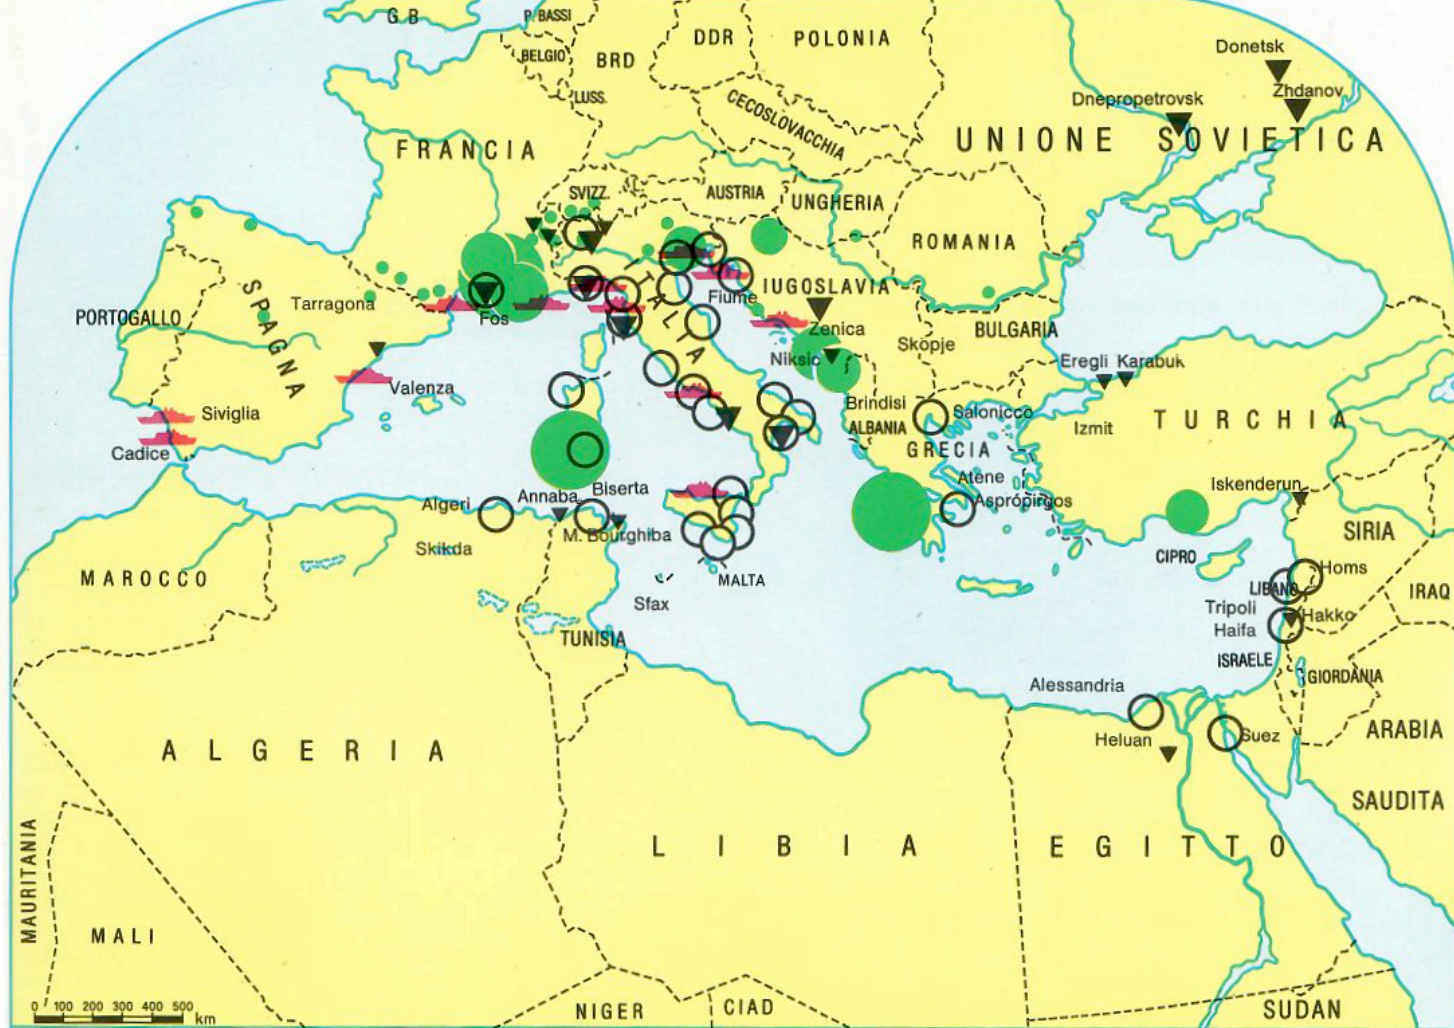 G B
P. BASSI
DDR
POLONIA
Donetsk
BELGIO
BRD
Zhdanov
LUSS.
Dnepropetrovsk
CECOSLOVACCHIA
FRANCIA
UNIONE SOVIETICA
SVIZZ.
L.
AUSTRIA
UNGHERIA
ROMANIA
SPAGNA
ITALIA
Tarragona
PORTOGALLO
Fos
Fiume
IUGOSLAVIA
Zenica
BULGARIA
Skopje
Niksic
Eregli Karabuk
Valenza
Brindisi
Siviglia
Salonicco
ALBANIA
Izmit
TURCHIA
Cadice
GRECIA
Atene
Iskenderun
Biserta
Annaba
Algeri
Asprópirgos
M. Bourghiba
SIRIA
Skikda
CIPRO
MAROCCO
MALTA
Homs
LIBANO
IRAQ
Sfax
Tripoli
Hakko
Haifa
TUNISIA
ISRAELE
GIORDANIA
Alessandria
ARABIA
Heluan
Suez
ALGERIA
SAUDITA
LIBIA
EGITTO
MAURITANIA
MALI
0 100 200 300 400 500
km
NIGER
CIAD
SUDAN